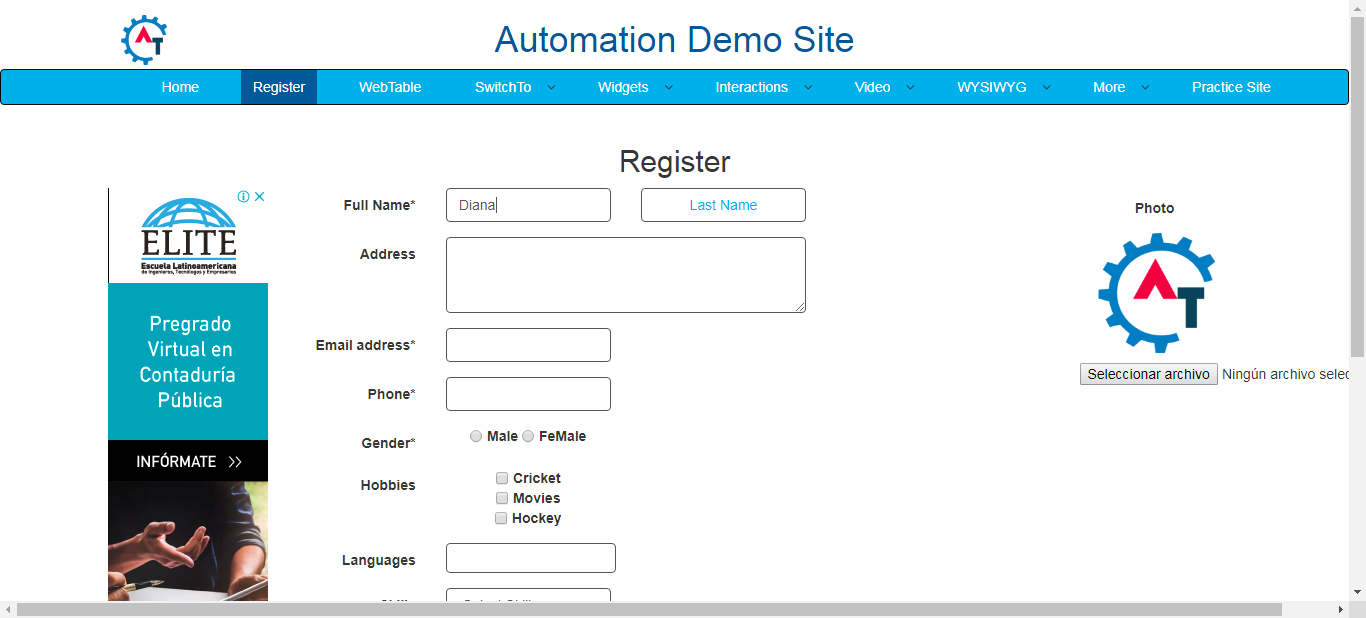 AT
Automation Demo Site
Home Register WebTable SwitchTo Widgets Interactions Video WYSIWYG More Practice Site
Register
ELITE
Escuela Latinoamericana
de Ingenieros, Tecnólogos y Empresarios
Pregrado
Virtual en
Contaduría
Pública
INFÓRMATE >>
Full Name* Diana Last Name
Address
Email address*
Phone*
Gender* Male FeMale
Hobbies Cricket
Movies
Hockey
Languages
Photo
AT
Seleccionar archivo Ningún archivo selec